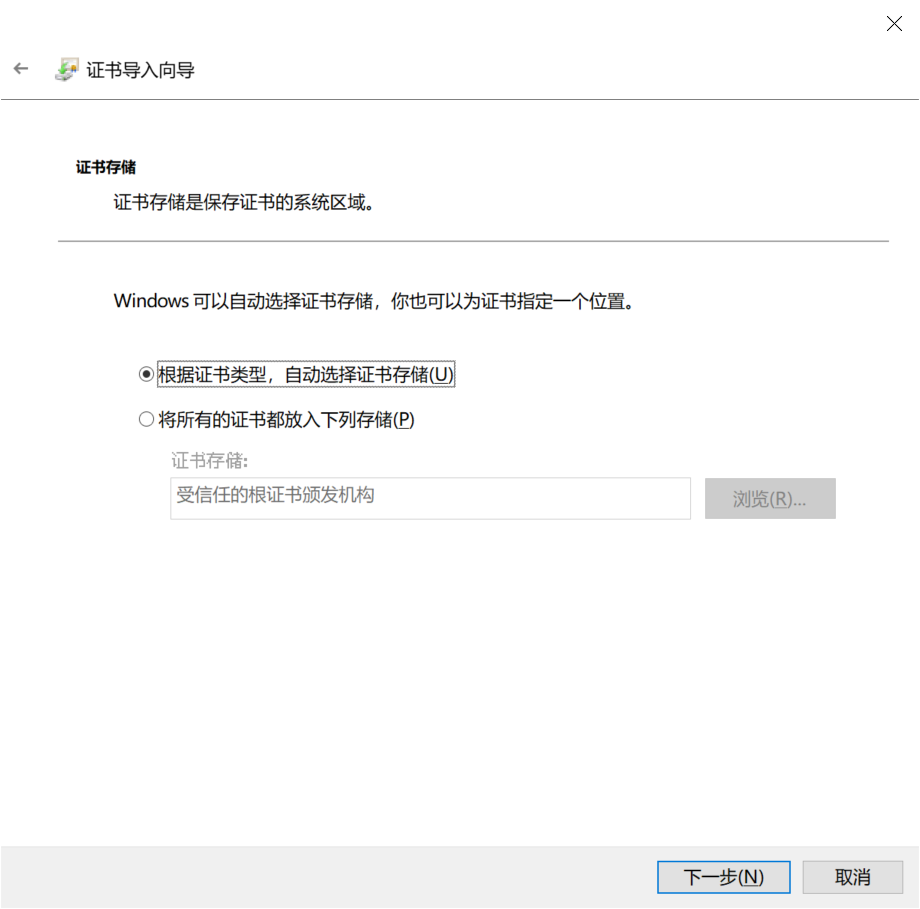 证书导入向导
证书存储
证书存储是保存证书的系统区域。
Windows 可以自动选择证书存储，你也可以为证书指定一个位置。
根据证书类型，自动选择证书存储(U)
将所有的证书都放入下列存储(P)
证书存储:
受信任的根证书颁发机构
浏览(R)...
下一步(N)
取消